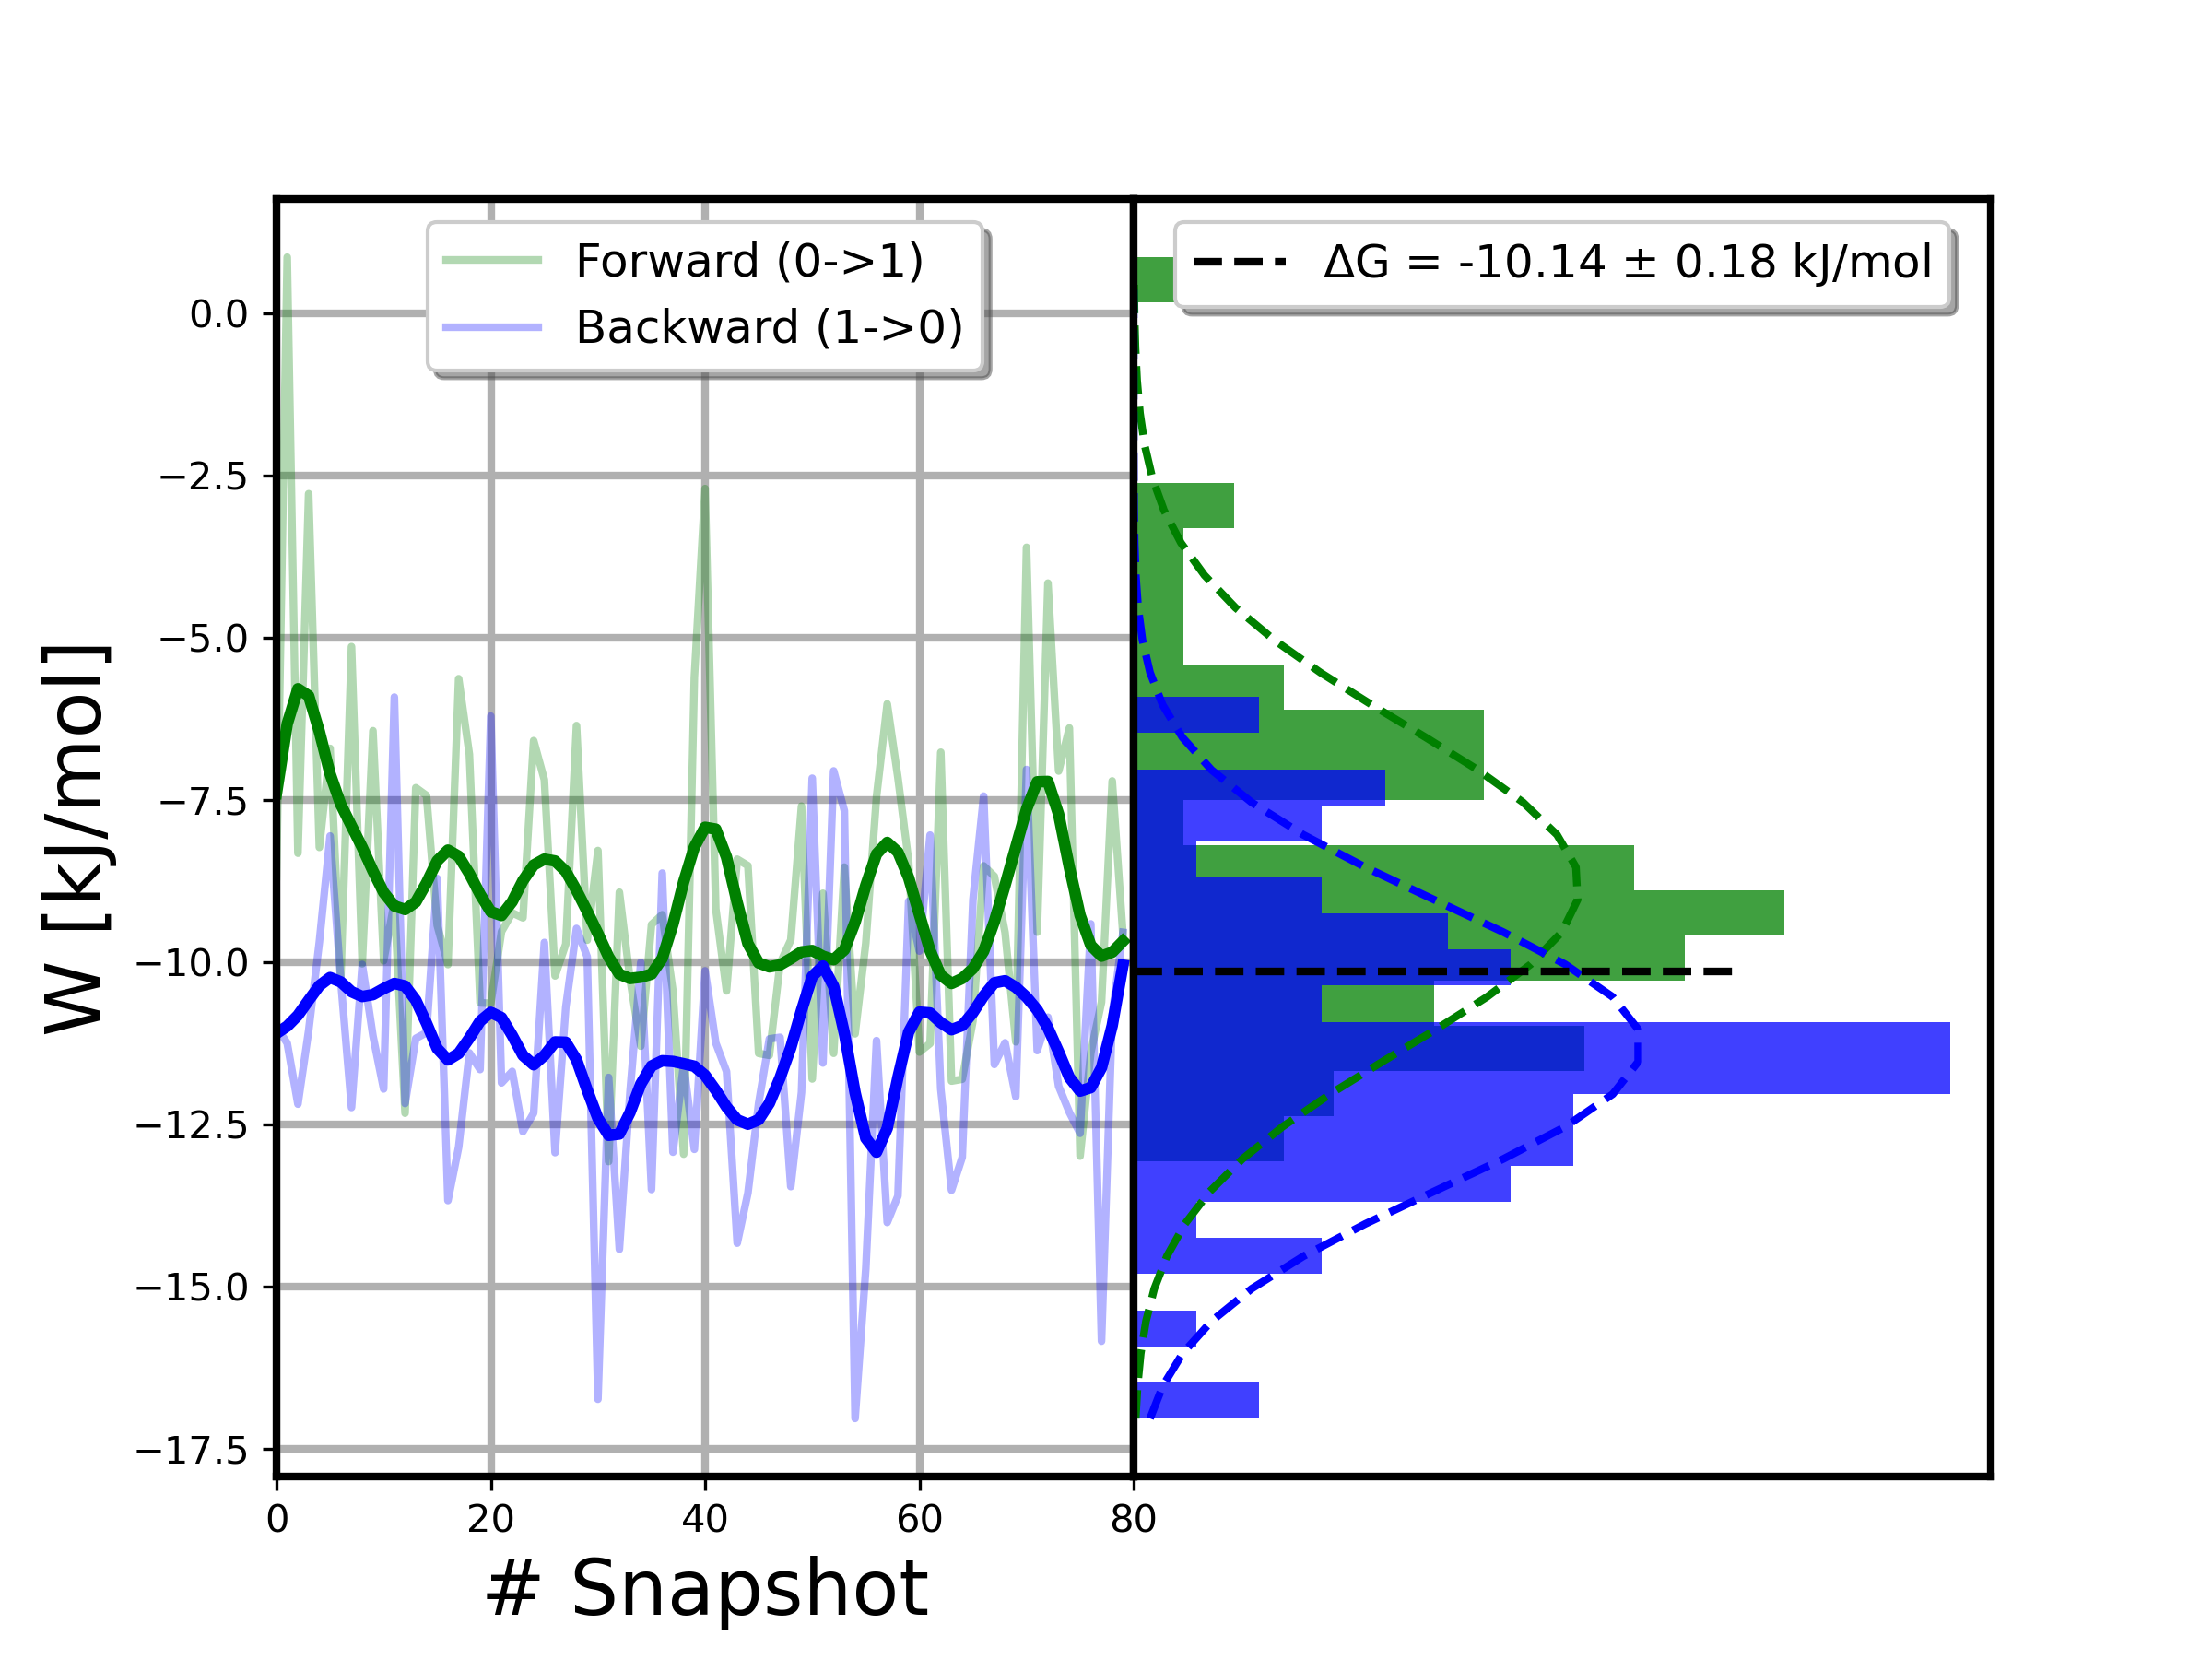 Forward (0->1)
Backward (1->0)
ΔG = -10.14 ± 0.18 kJ/mol
W [kJ/mol]
0.0
−2.5
−5.0
−7.5
−10.0
−12.5
−15.0
−17.5
0 20 40 60 80
# Snapshot